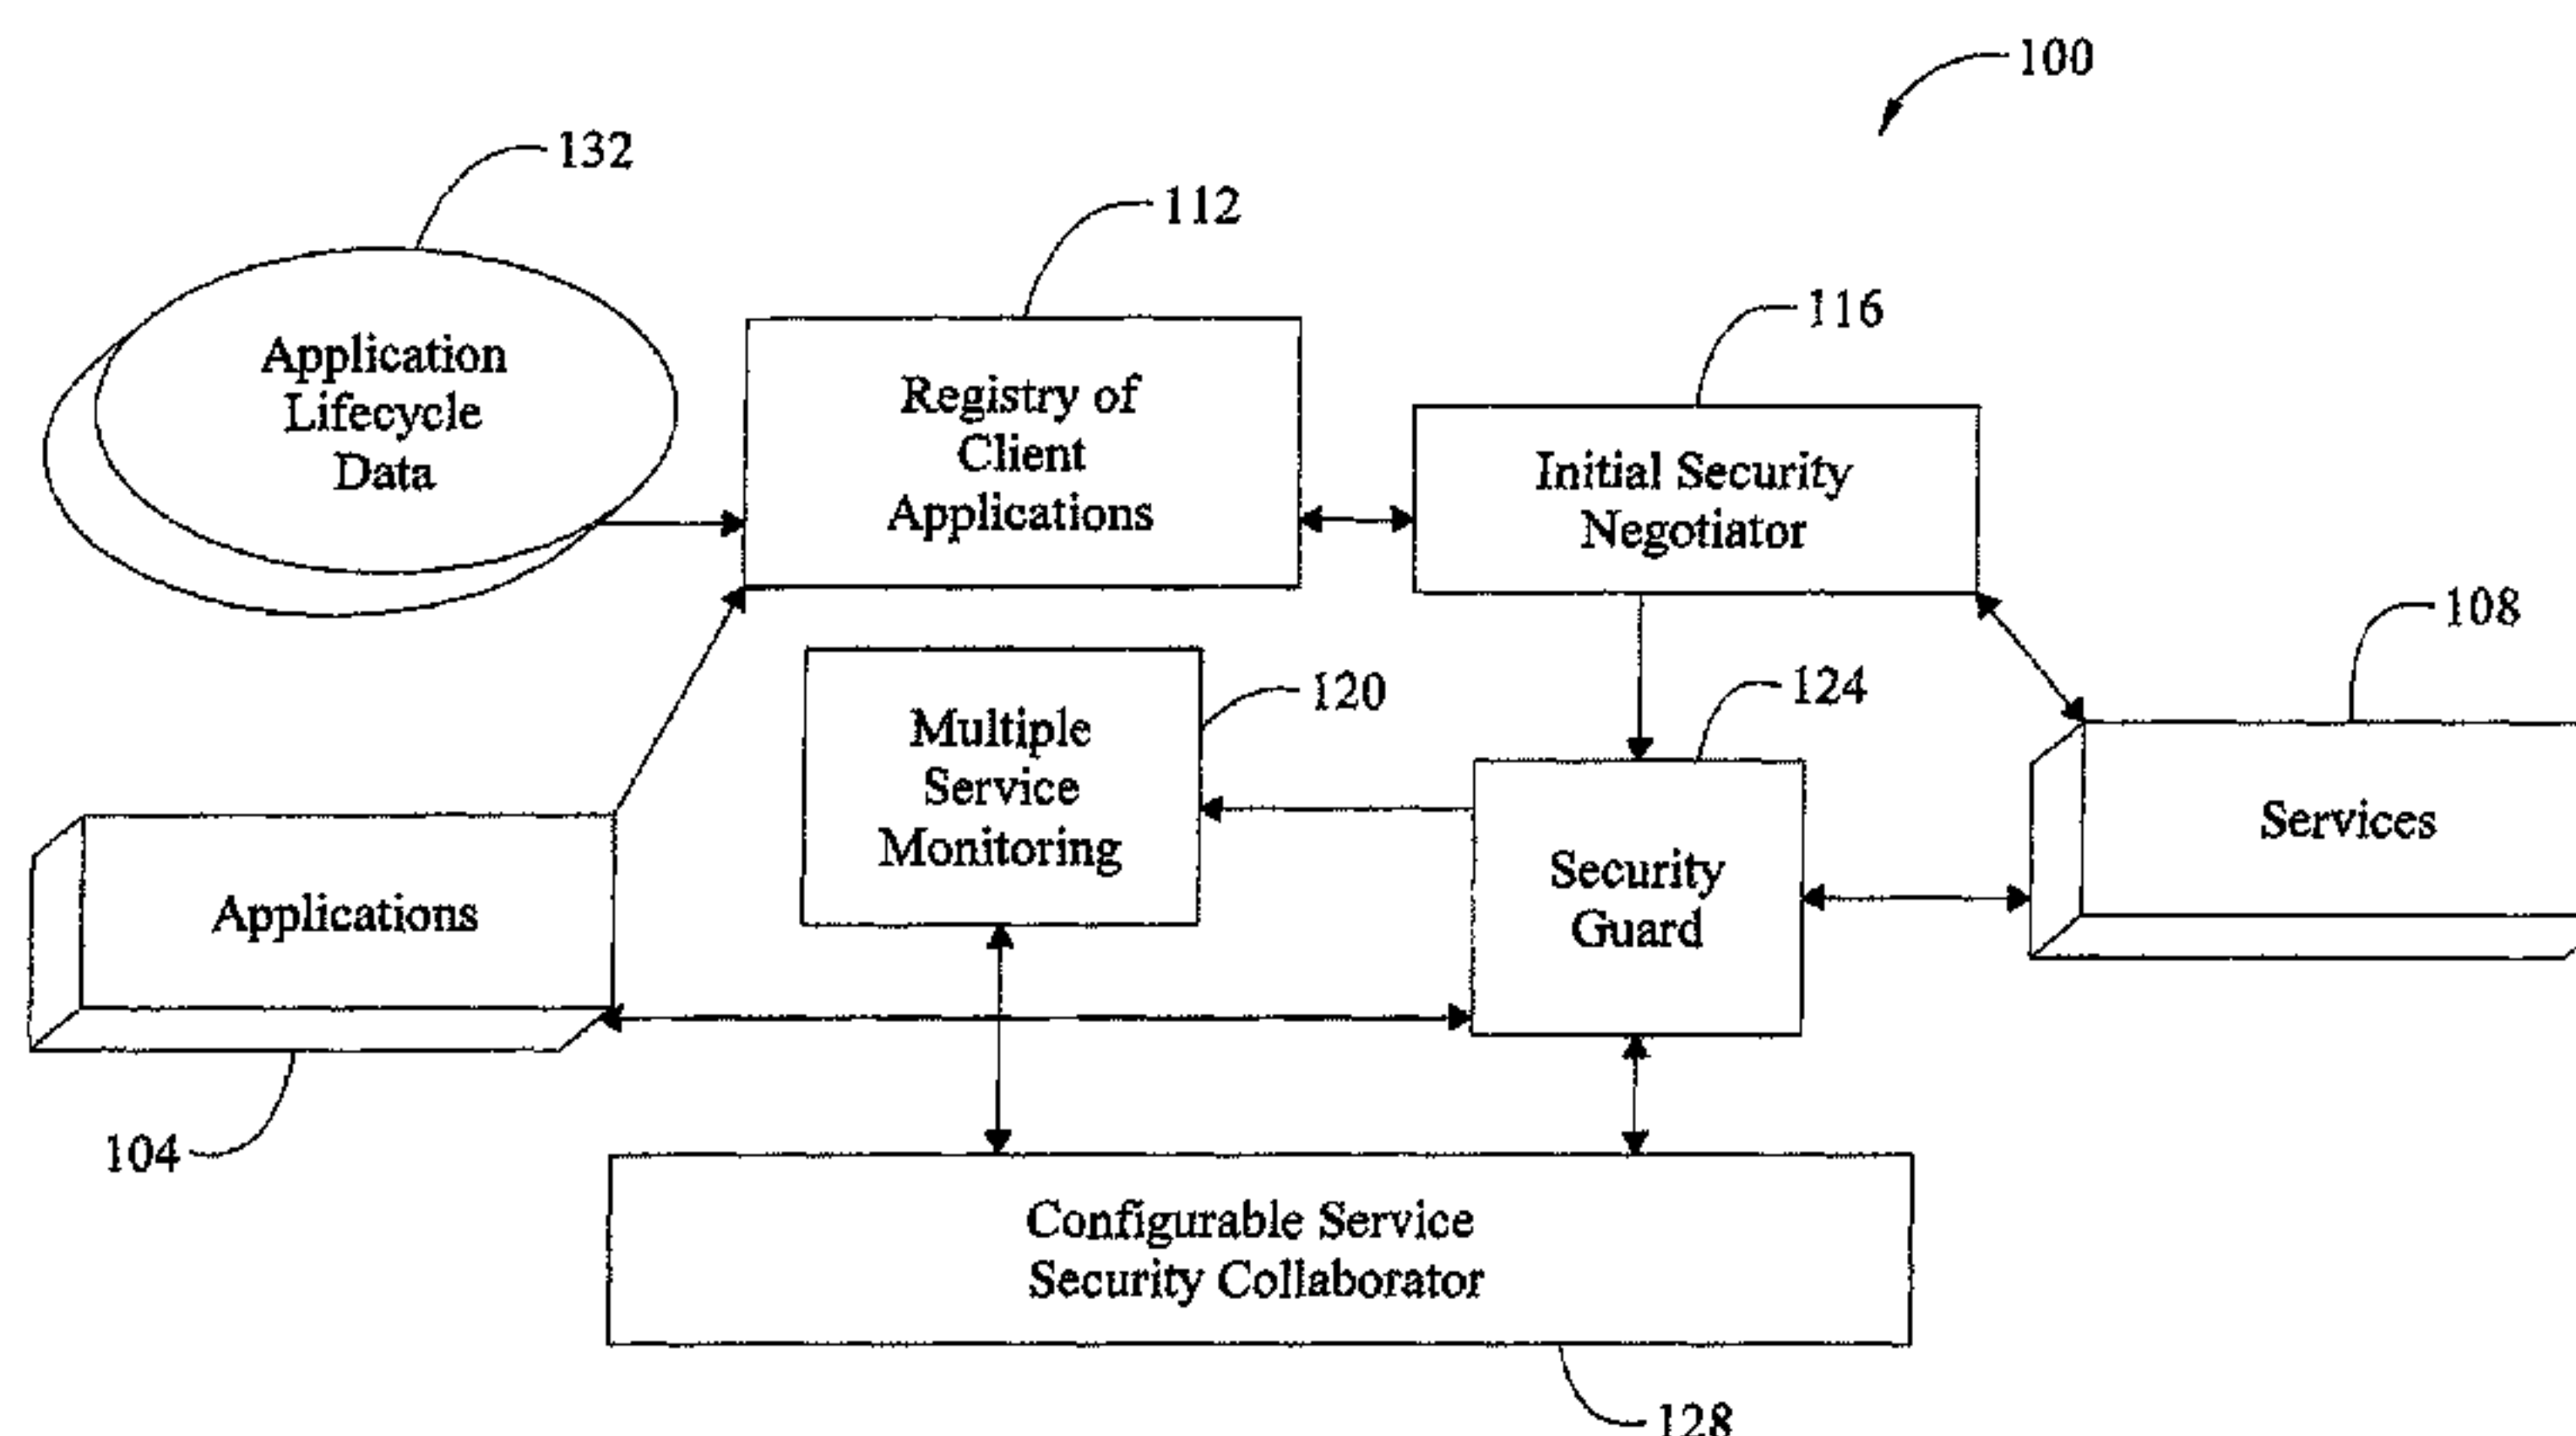 100
132
112
116
Application
Lifecycle
Data
Registry of
Client
Applications
Initial Security
Negotiator
108
120
124
Multiple
Service
Monitoring
Services
Security
Guard
Applications
104
Configurable Service
Security Collaborator
128